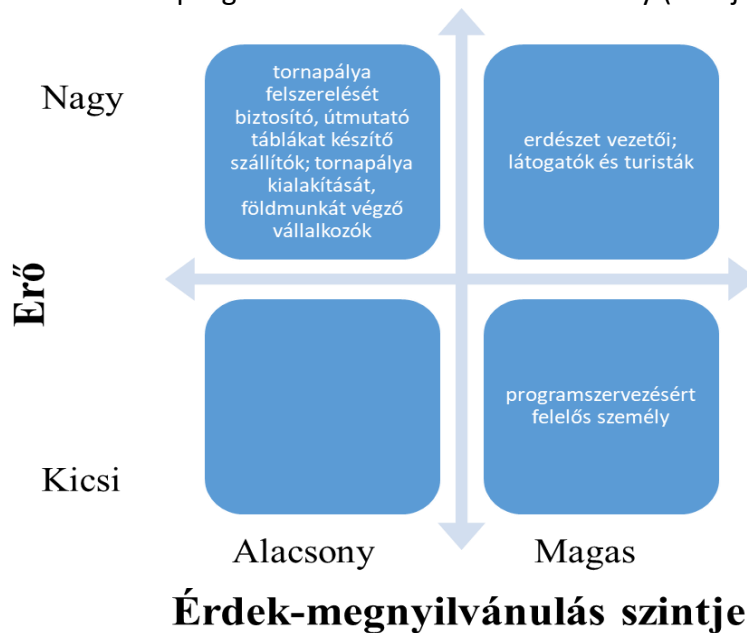 Nagy
tornapálya
felszerelését
biztosító, útmutató
táblákat készítő
szállítók; tornapálya
kialakítását,
földmunkát végző
vállalkozók
erdészet vezetői;
látogatók és turisták
Erő
programszervezésért
felelős személy
Kicsi
Alacsony
Magas
Érdek-megnyilvánulás szintje